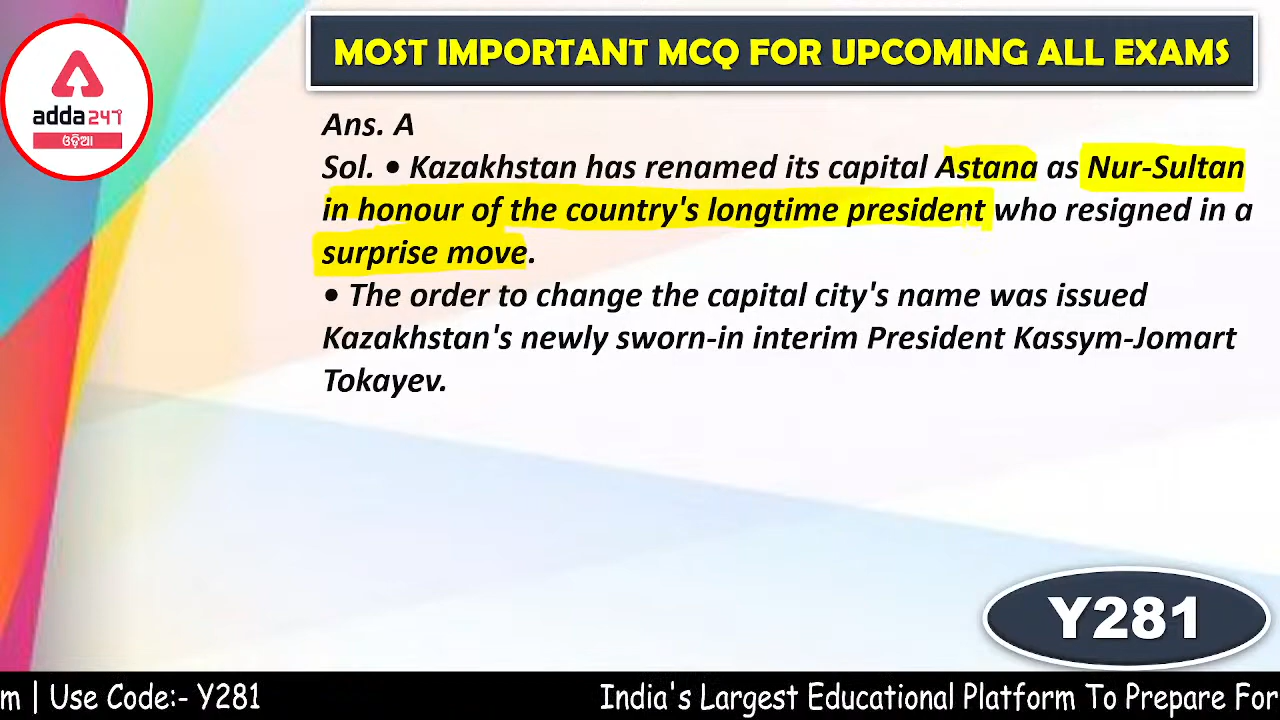 MOST IMPORTANT MCQ FOR UPCOMING ALL EXAMS
adda247
ଓଡ଼ିଆ
Ans. A
Sol. • Kazakhstan has renamed its capital Astana as Nur-Sultan
in honour of the country's longtime president who resigned in a
surprise move.
• The order to change the capital city's name was issued
Kazakhstan's newly sworn-in interim President Kassym-Jomart
Tokayev.
Y281
m | Use Code:- Y281 India's Largest Educational Platform To Prepare For